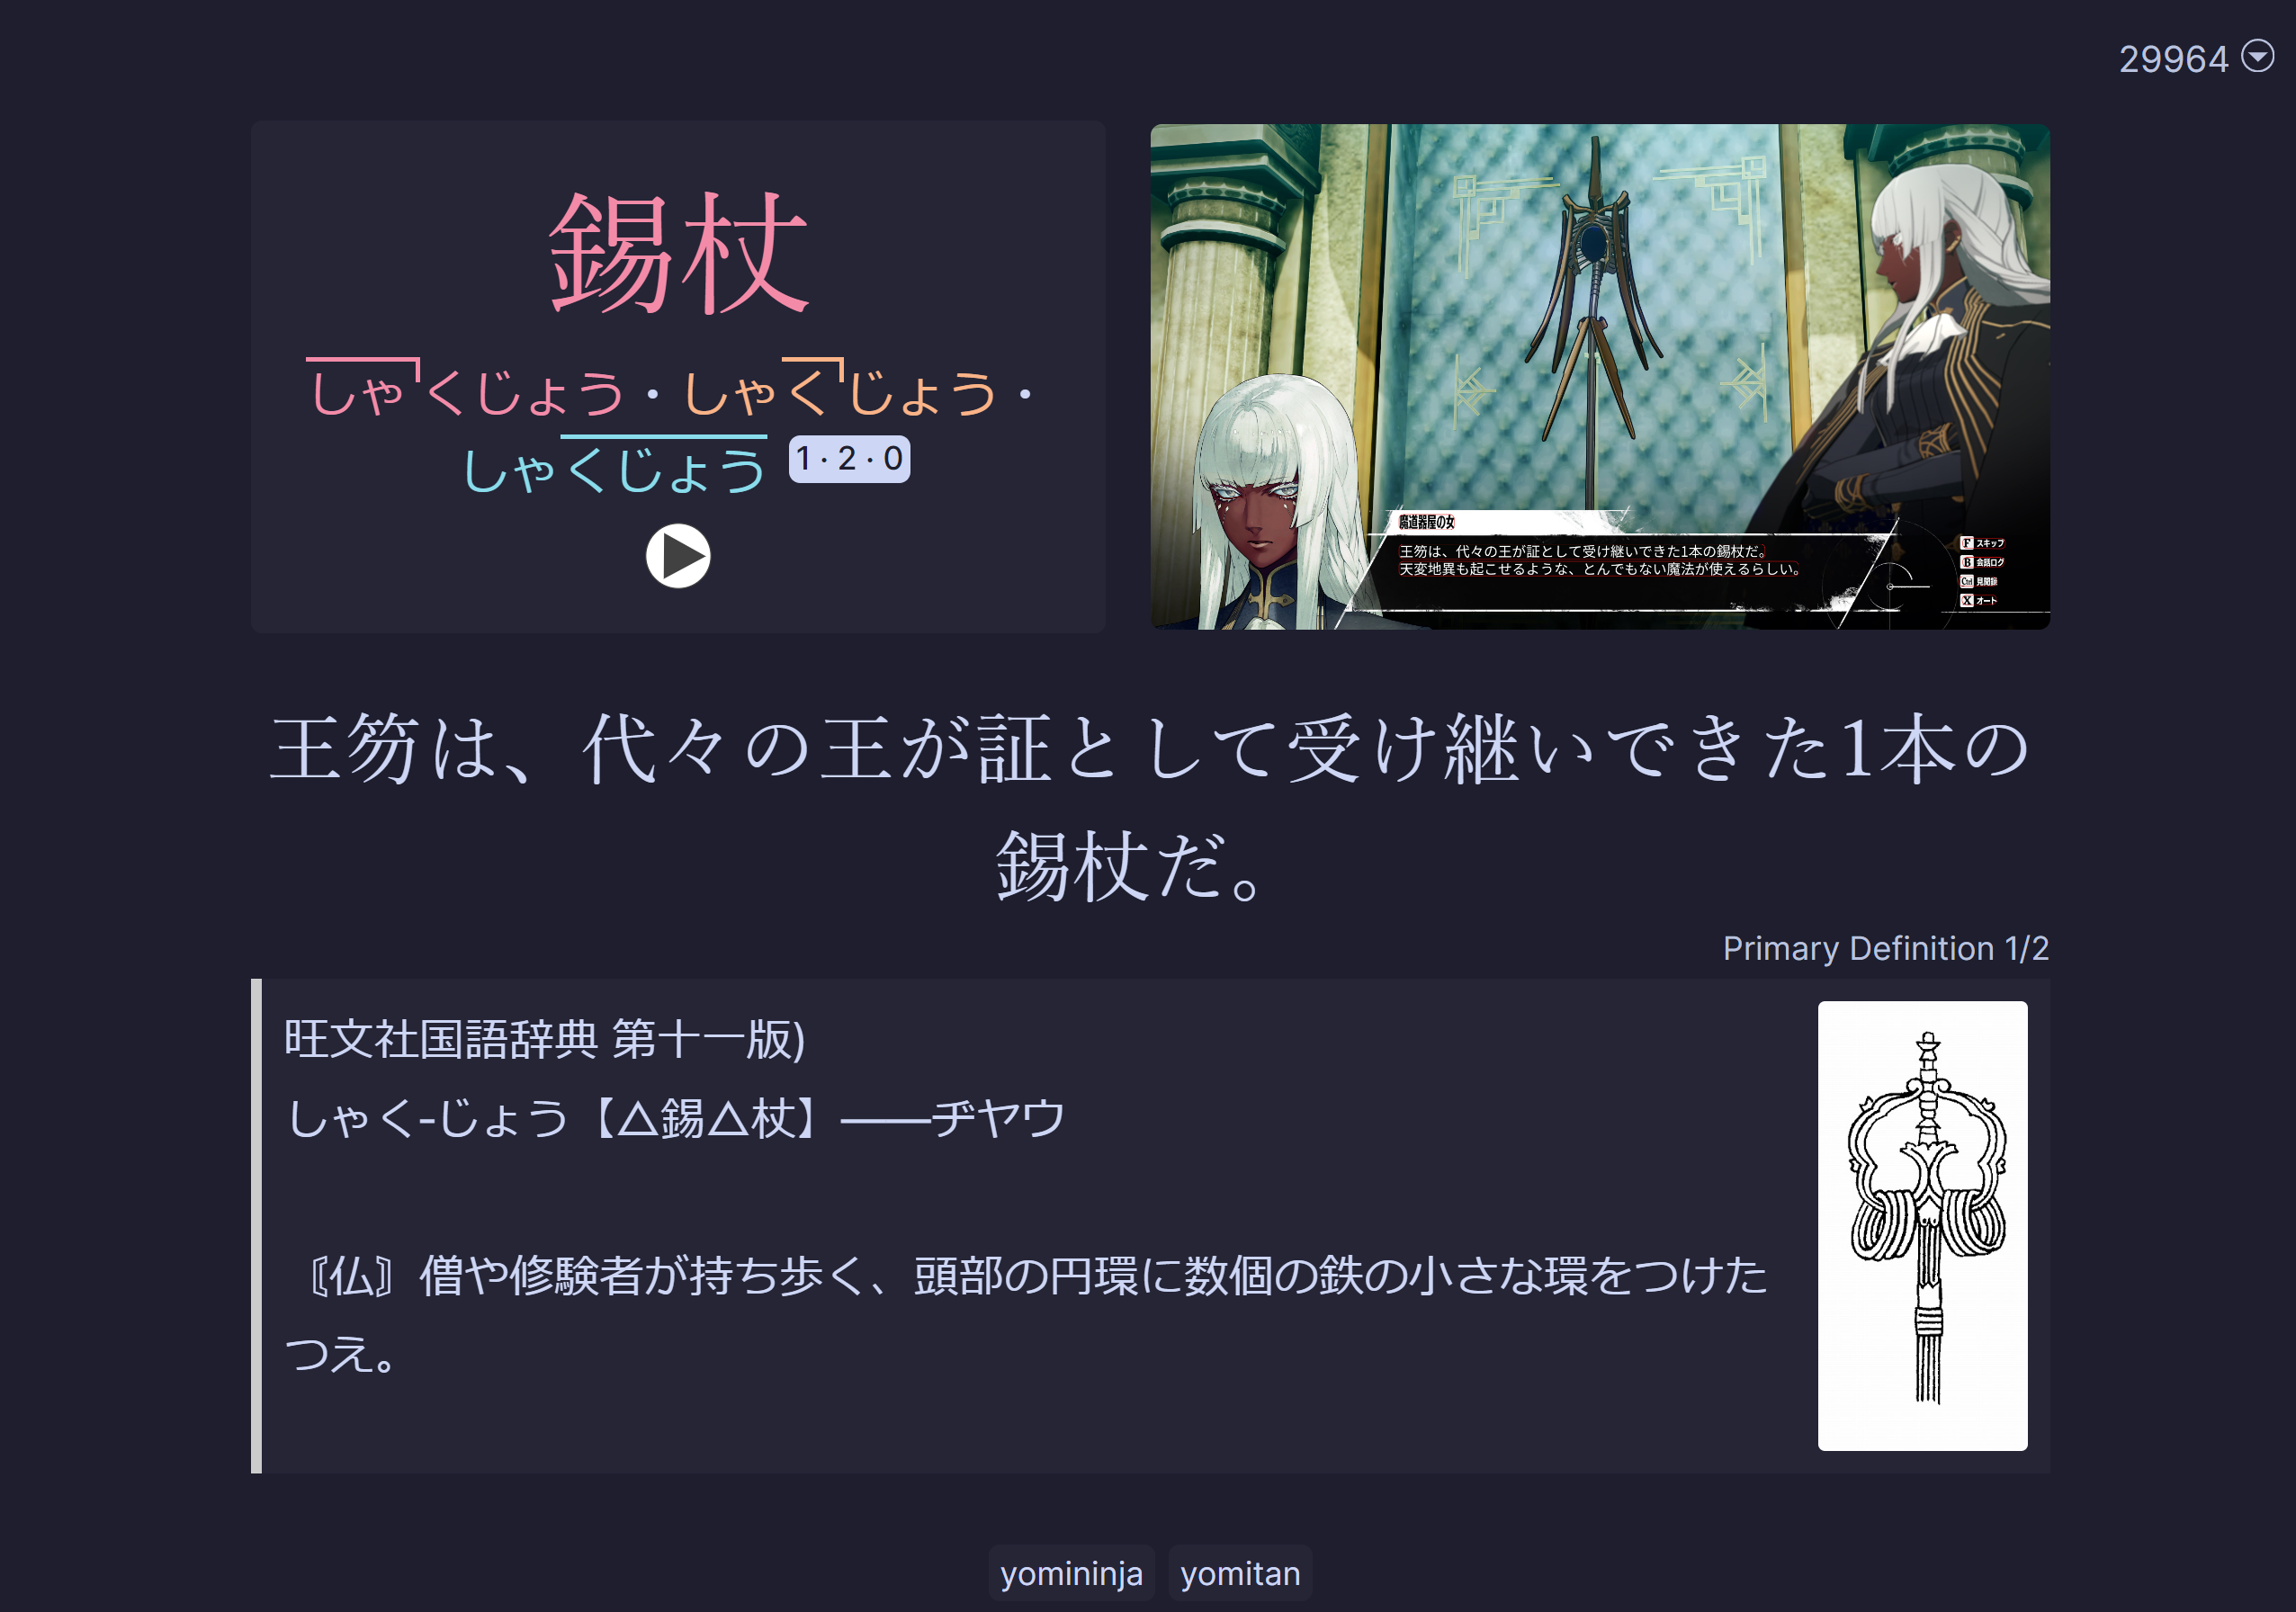 29964
錫杖
しゃくじょう・しゃくじょう・
しゃくじょう 1・2・0
魔道器屋の女
王笏は、代々の王が証として受け継いできた1本の錫杖だ。
天変地異も起こせるような、とんでもない魔法が使えるらしい。
F スキップ
B 会話ログ
Ctrl 見聞録
X オート
王笏は、代々の王が証として受け継いできた1本の
錫杖だ。
Primary Definition 1/2
旺文社国語辞典 第十一版)
しゃく‐じょう【△錫△杖】――ヂヤウ
〘仏〙僧や修験者が持ち歩く、頭部の円環に数個の鉄の小さな環をつけた
つえ。
yomininja yomitan